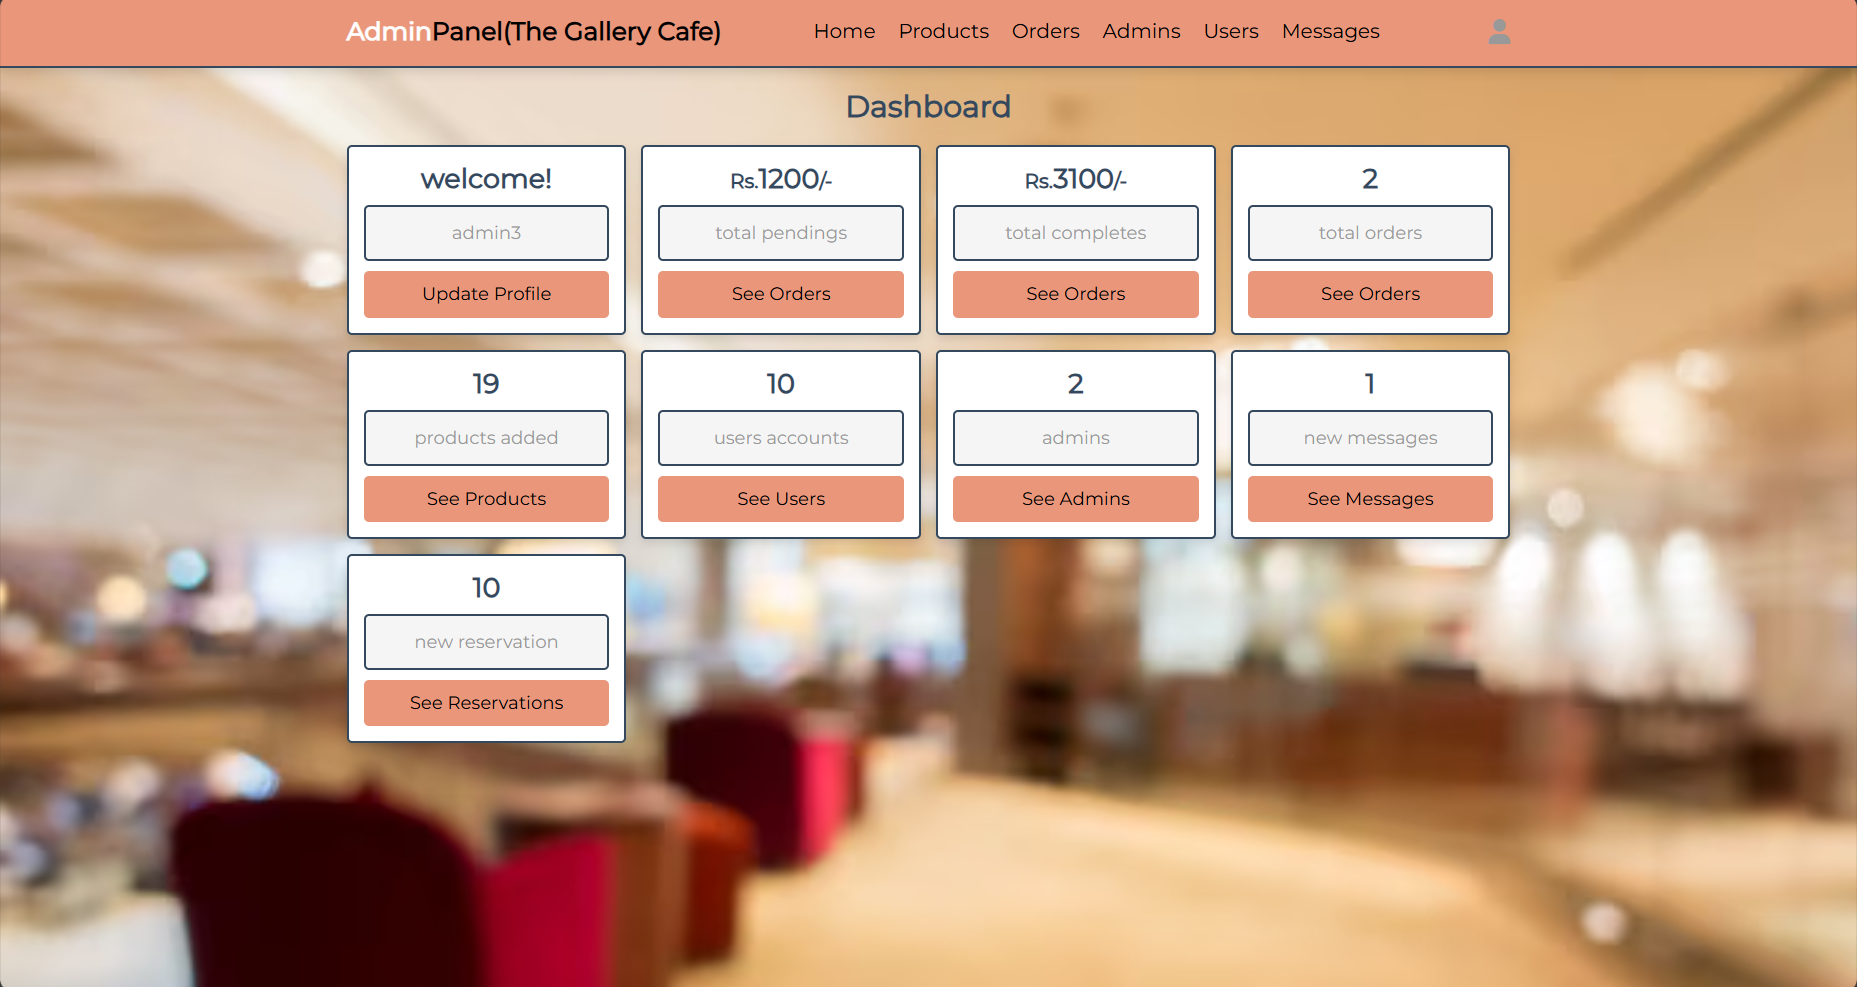 AdminPanel(The Gallery Cafe) Home Products Orders Admins Users Messages
Dashboard
welcome!
admin3
Update Profile
Rs.1200/-
total pendings
See Orders
Rs.3100/-
total completes
See Orders
2
total orders
See Orders
19
products added
See Products
10
users accounts
See Users
2
admins
See Admins
1
new messages
See Messages
10
new reservation
See Reservations